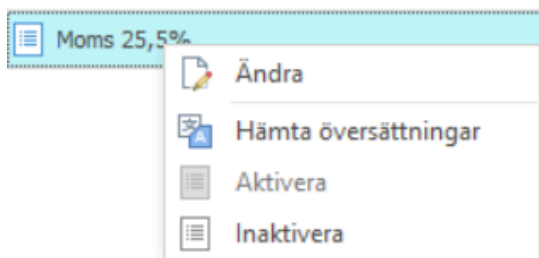 Moms 25,5%
Ändra
Hämta översättningar
Aktivera
Inaktivera